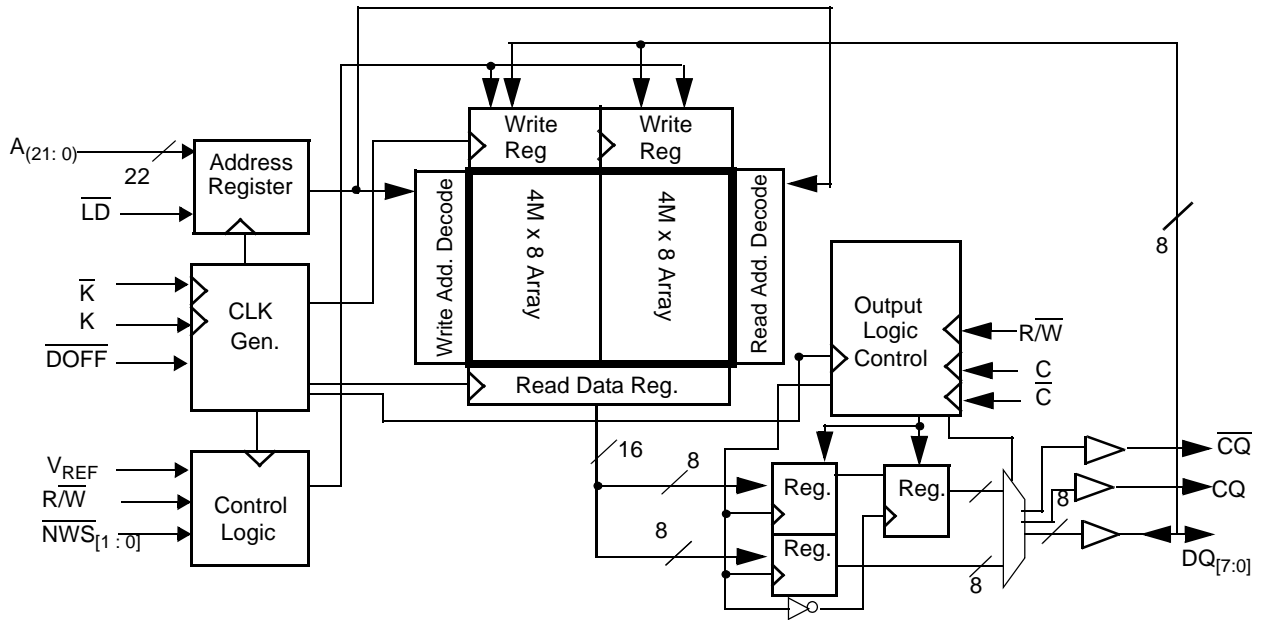 A(21: 0)
22
LD
Address
Register
K
K
DOFF
CLK
Gen.
VREF
R/W
NWS[1 : 0]
Control
Logic
Write
Reg
Write
Reg
Write Add. Decode
4M x 8 Array
4M x 8 Array
Read Add. Decode
Read Data Reg.
16
8
8
Output
Logic
Control
R/W
C
C
Reg.
Reg.
Reg.
8
8
8
CQ
CQ
DQ[7:0]